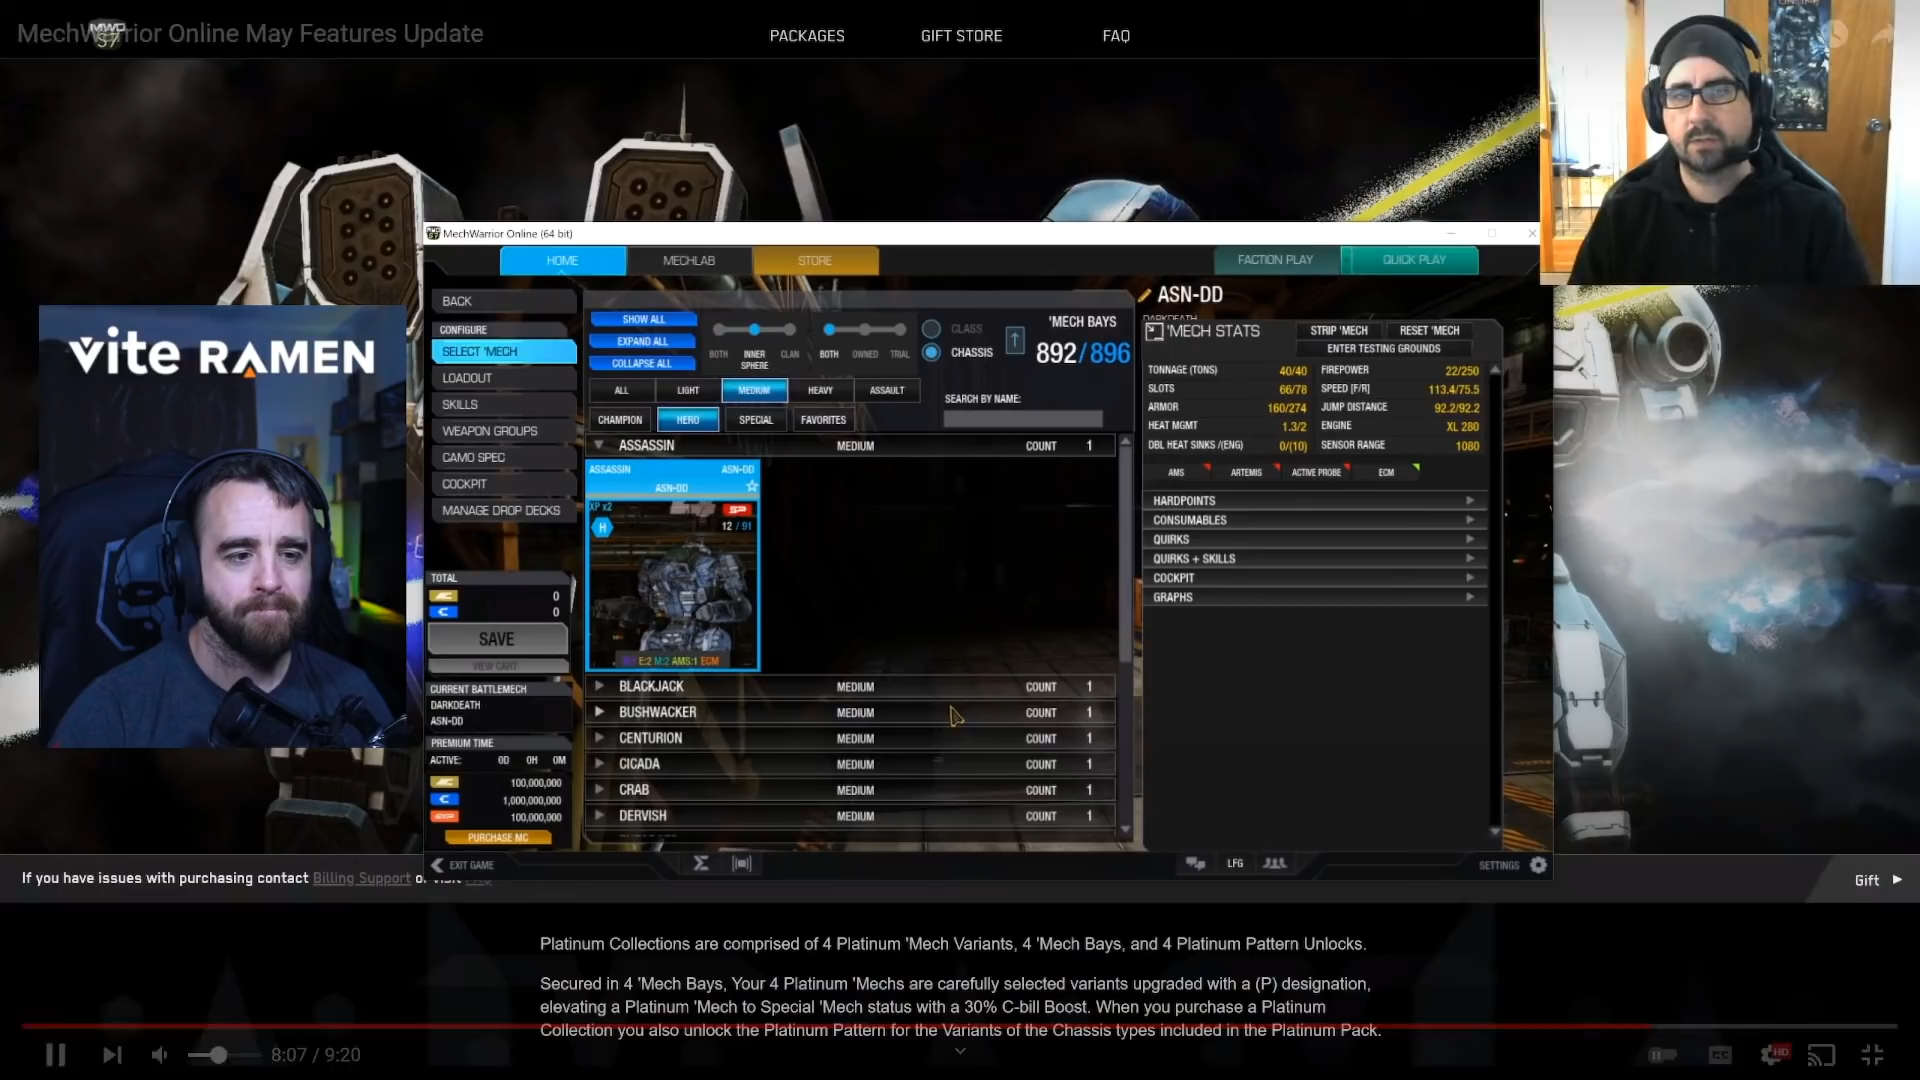 MechWarrior Online May Features Update
PACKAGES
GIFT STORE
FAQ
MechWarrior Online (64 bit)
HOME
MECHLAB
STORE
FACTION PLAY
QUICK PLAY
BACK
CONFIGURE
SELECT 'MECH
LOADOUT
SKILLS
WEAPON GROUPS
CAMO SPEC
COCKPIT
MANAGE DROP DECKS
TOTAL
0
0
SAVE
VIEW CART
CURRENT BATTLEMECH
DARKDEATH
ASN-DD
PREMIUM TIME
ACTIVE: 0D 0H 0M
100,000,000
1,000,000,000
100,000,000
PURCHASE MC
EXIT GAME
SHOW ALL
EXPAND ALL
COLLAPSE ALL
BOTH INNER SPHERE CLAN
BOTH OWNED TRIAL
CLASS
CHASSIS
'MECH BAYS
892/896
ALL LIGHT MEDIUM HEAVY ASSAULT
CHAMPION HERO SPECIAL FAVORITES
SEARCH BY NAME:
ASSASSIN MEDIUM COUNT 1
ASSASSIN ASN-DD
ASN-DD
XP x2
H
12 / 91
E:2 M:2 AMS:1 ECM
BLACKJACK MEDIUM COUNT 1
BUSHWACKER MEDIUM COUNT 1
CENTURION MEDIUM COUNT 1
CICADA MEDIUM COUNT 1
CRAB MEDIUM COUNT 1
DERVISH MEDIUM COUNT 1
ASN-DD
DARKDEATH
'MECH STATS
STRIP 'MECH
RESET 'MECH
ENTER TESTING GROUNDS
TONNAGE (TONS) 40/40 FIREPOWER 22/250
SLOTS 66/78 SPEED [F/R] 113.4/75.5
ARMOR 160/274 JUMP DISTANCE 92.2/92.2
HEAT MGMT 1.3/2 ENGINE XL 280
DBL HEAT SINKS /(ENG) 0/(10) SENSOR RANGE 1080
AMS ARTEMIS ACTIVE PROBE ECM
HARDPOINTS
CONSUMABLES
QUIRKS
QUIRKS + SKILLS
COCKPIT
GRAPHS
LFG
SETTINGS
vite RAMEN
If you have issues with purchasing contact Billing Support
Gift
Platinum Collections are comprised of 4 Platinum 'Mech Variants, 4 'Mech Bays, and 4 Platinum Pattern Unlocks.
Secured in 4 'Mech Bays, Your 4 Platinum 'Mechs are carefully selected variants upgraded with a (P) designation,
elevating a Platinum 'Mech to Special 'Mech status with a 30% C-bill Boost. When you purchase a Platinum
Collection you also unlock the Platinum Pattern for the Variants of the Chassis types included in the Platinum Pack.
8:07 / 9:20
CC
HD